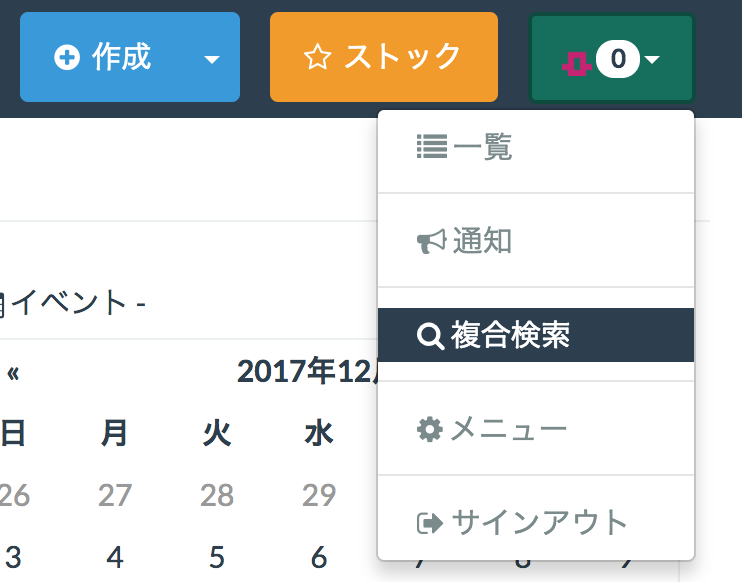 作成
ストック
0
一覧
通知
複合検索
メニュー
サインアウト
イベント -
«
2017年12
日 月 火 水
26 27 28 29
3 4 5 6